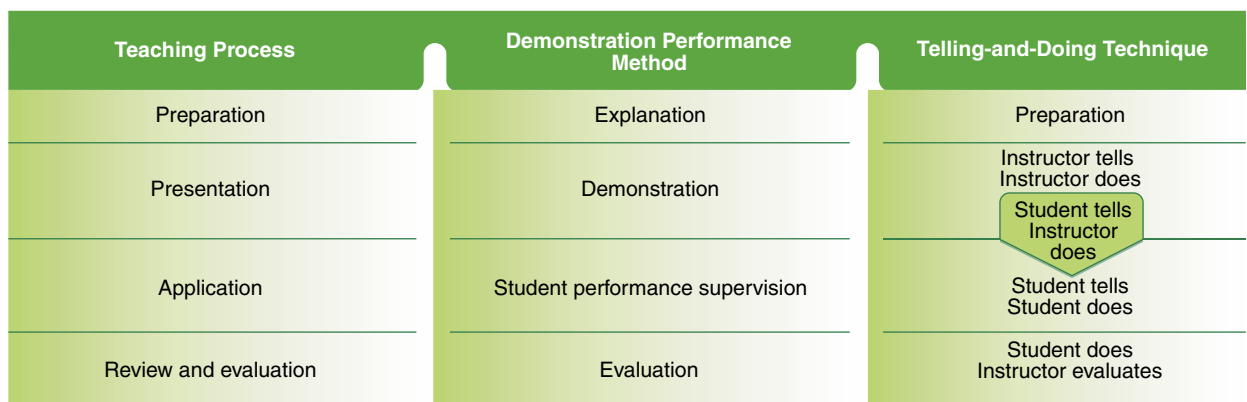 Teaching Process
Demonstration Performance
Method
Telling-and-Doing Technique
Preparation
Explanation
Preparation
Presentation
Demonstration
Instructor tells
Instructor does
Student tells
Instructor
does
Application
Student performance supervision
Student tells
Student does
Review and evaluation
Evaluation
Student does
Instructor evaluates